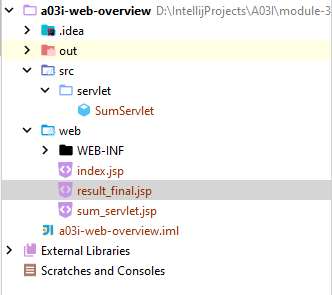 a03i-web-overview D:\IntellijProjects\A03I\module-3
.idea
out
src
servlet
SumServlet
web
WEB-INF
index.jsp
result_final.jsp
sum_servlet.jsp
a03i-web-overview.iml
External Libraries
Scratches and Consoles